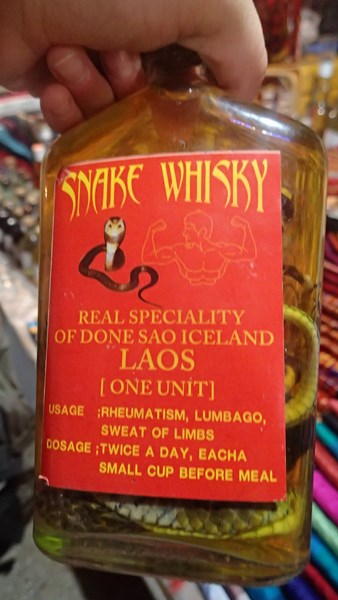 SNAKE WHISKY
REAL SPECIALITY
OF DONE SAO ICELAND
LAOS
[ ONE UNIT]
USAGE ;RHEUMATISM, LUMBAGO,
SWEAT OF LIMBS
DOSAGE ;TWICE A DAY, EACHA
SMALL CUP BEFORE MEAL